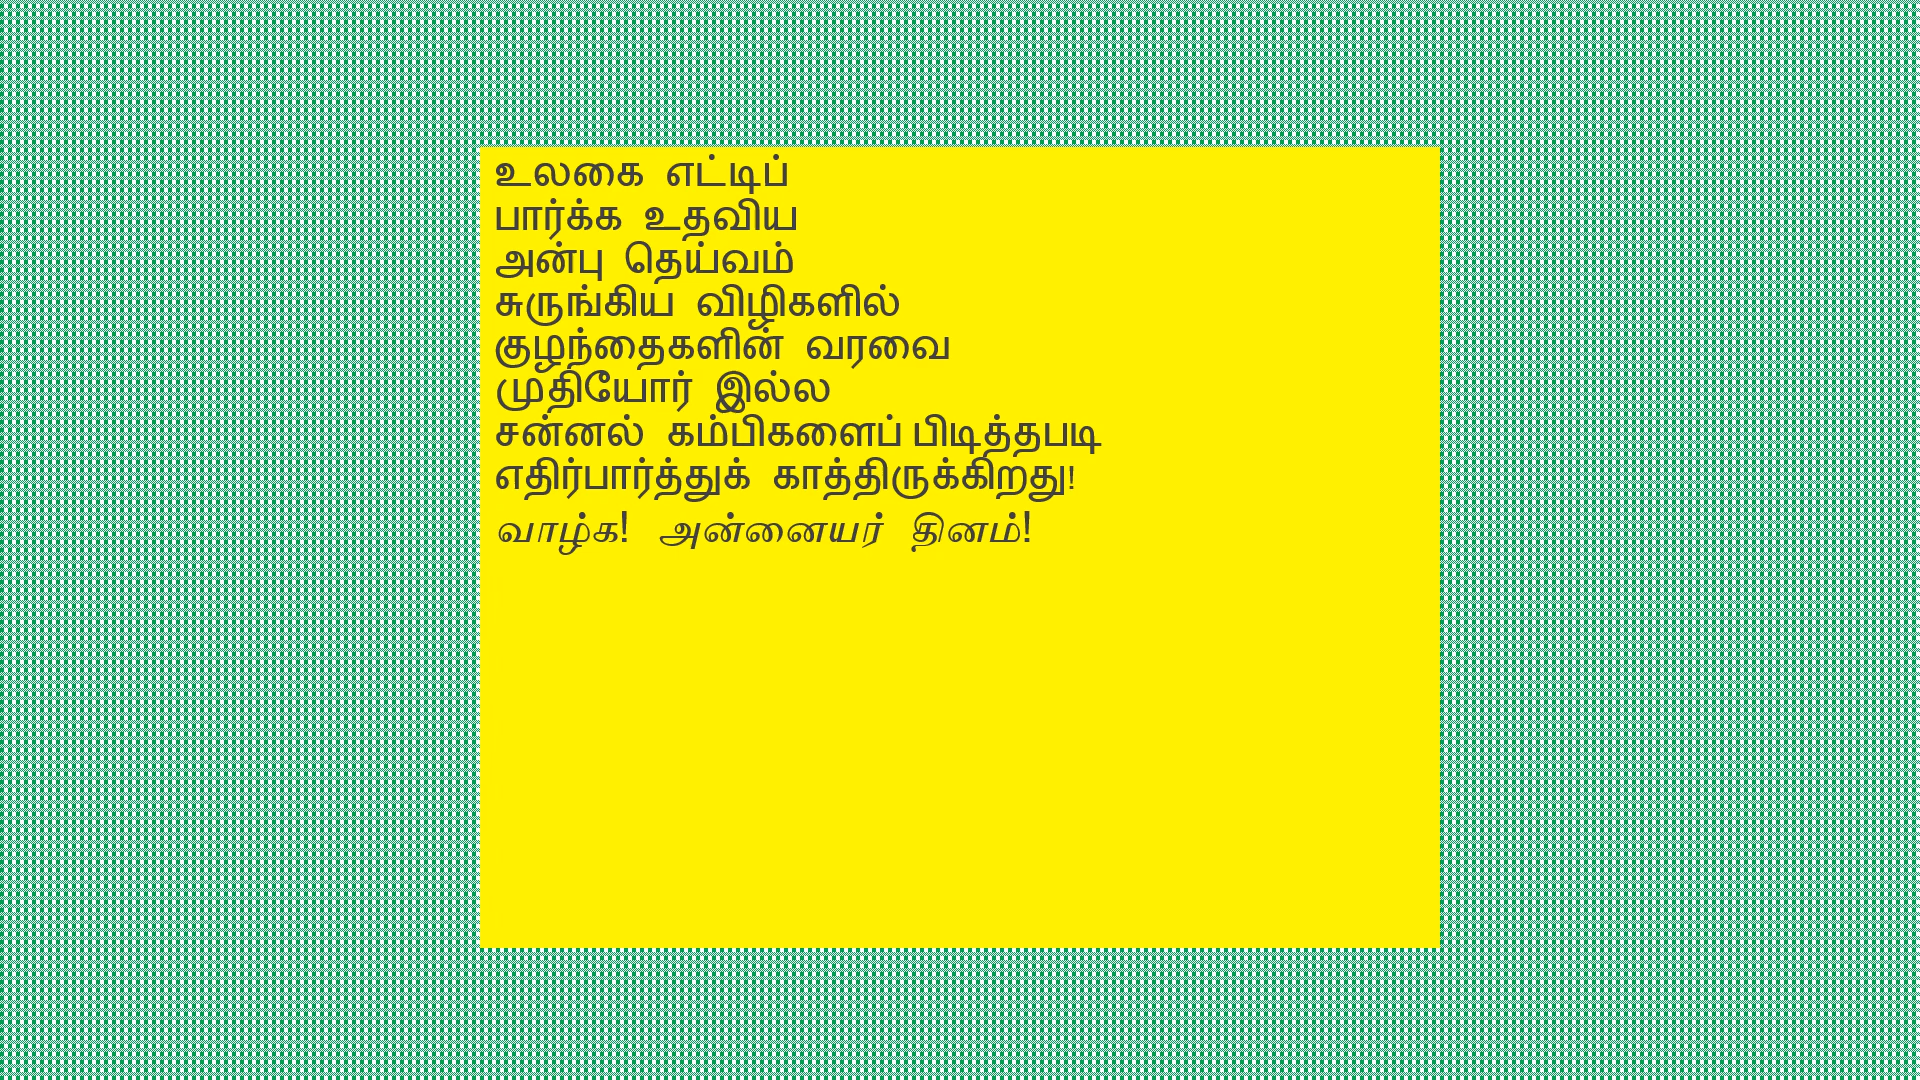 உலகை எட்டிப்
பார்க்க உதவிய
அன்பு தெய்வம்
சுருங்கிய விழிகளில்
குழந்தைகளின் வரவை
முதியோர் இல்ல
சன்னல் கம்பிகளைப் பிடித்தபடி
எதிர்பார்த்துக் காத்திருக்கிறது!
வாழ்க! அன்னையர் தினம்!